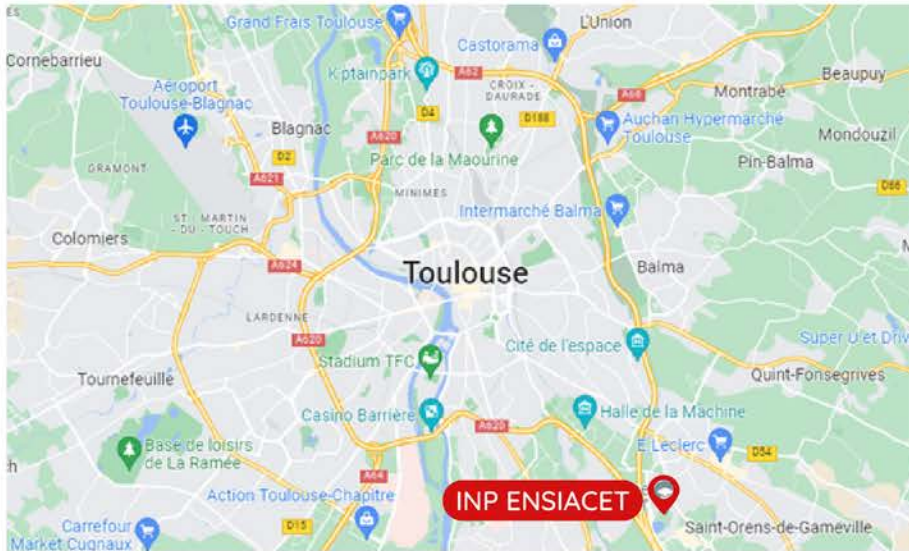 ES
Grand Frais Toulouse
L'Union
Cornebarrieu
Castorama
Aéroport
Toulouse-Blagnac
K'ptainpark
A62
CROIX -
DAURADE
A68
Montrabé
Beaupuy
Blagnac
D4
D188
Auchan Hypermarché
Toulouse
Mondouzil
GRAMONT
A620
D2
Parc de la Maourine
Pin-Balma
A621
MINIMES
D66
ST. MARTIN
- DU - TOUCH
Intermarché Balma
Colomiers
A624
Toulouse
Balma
LARDENNE
A620
Stadium TFC
Cité de l'espace
Super U et Driv
Tournefeuille
Quint-Fonsegrives
Casino Barrière
A620
Halle de la Machine
Base de loisirs
de La Ramée
E.Leclerc
D54
A64
INP ENSIACET
Action Toulouse-Chapitre
D15
Carrefour
Market Cugnaux
Saint-Orens-de-Gameville